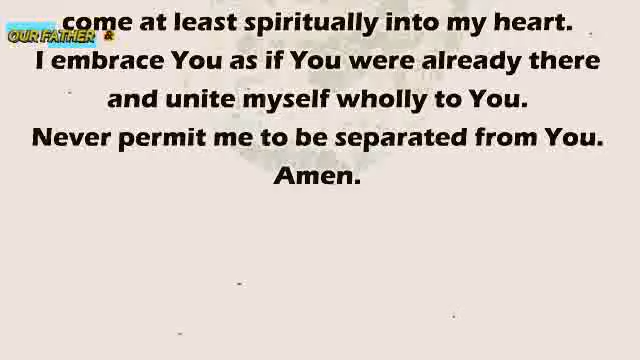 come at least spiritually into my heart.
OUR FATHER &
I embrace You as if You were already there
and unite myself wholly to You.
Never permit me to be separated from You.
Amen.